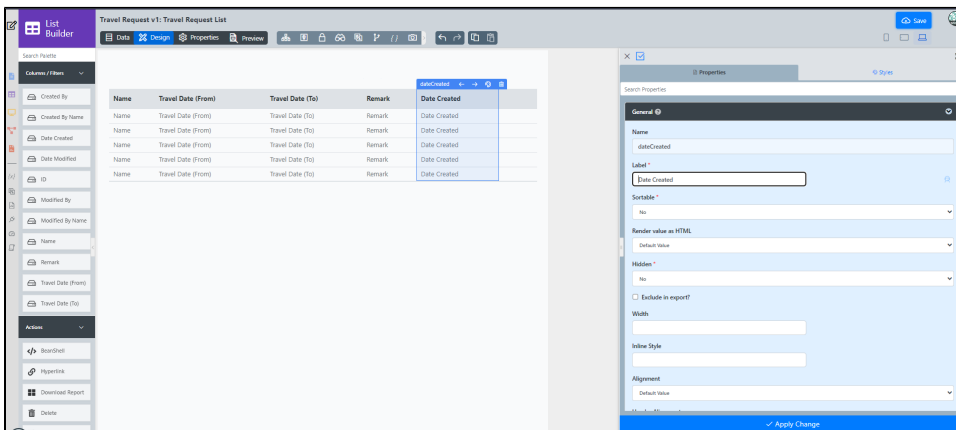 List
Builder
Travel Request v1: Travel Request List
Data
Design
Properties
Preview
Save
Search Palette
Columns / Filters
Created By
Created By Name
Date Created
Date Modified
ID
Modified By
Modified By Name
Name
Remark
Travel Date (From)
Travel Date (To)
Actions
BeanShell
Hyperlink
Download Report
Delete
dateCreated
Name Travel Date (From) Travel Date (To) Remark Date Created
Name Travel Date (From) Travel Date (To) Remark Date Created
Name Travel Date (From) Travel Date (To) Remark Date Created
Name Travel Date (From) Travel Date (To) Remark Date Created
Name Travel Date (From) Travel Date (To) Remark Date Created
Name Travel Date (From) Travel Date (To) Remark Date Created
Properties
Styles
Search Properties
General
Name
dateCreated
Label *
Date Created
Sortable *
No
Render value as HTML
Default Value
Hidden *
No
Exclude in export?
Width
Inline Style
Alignment
Default Value
Apply Change